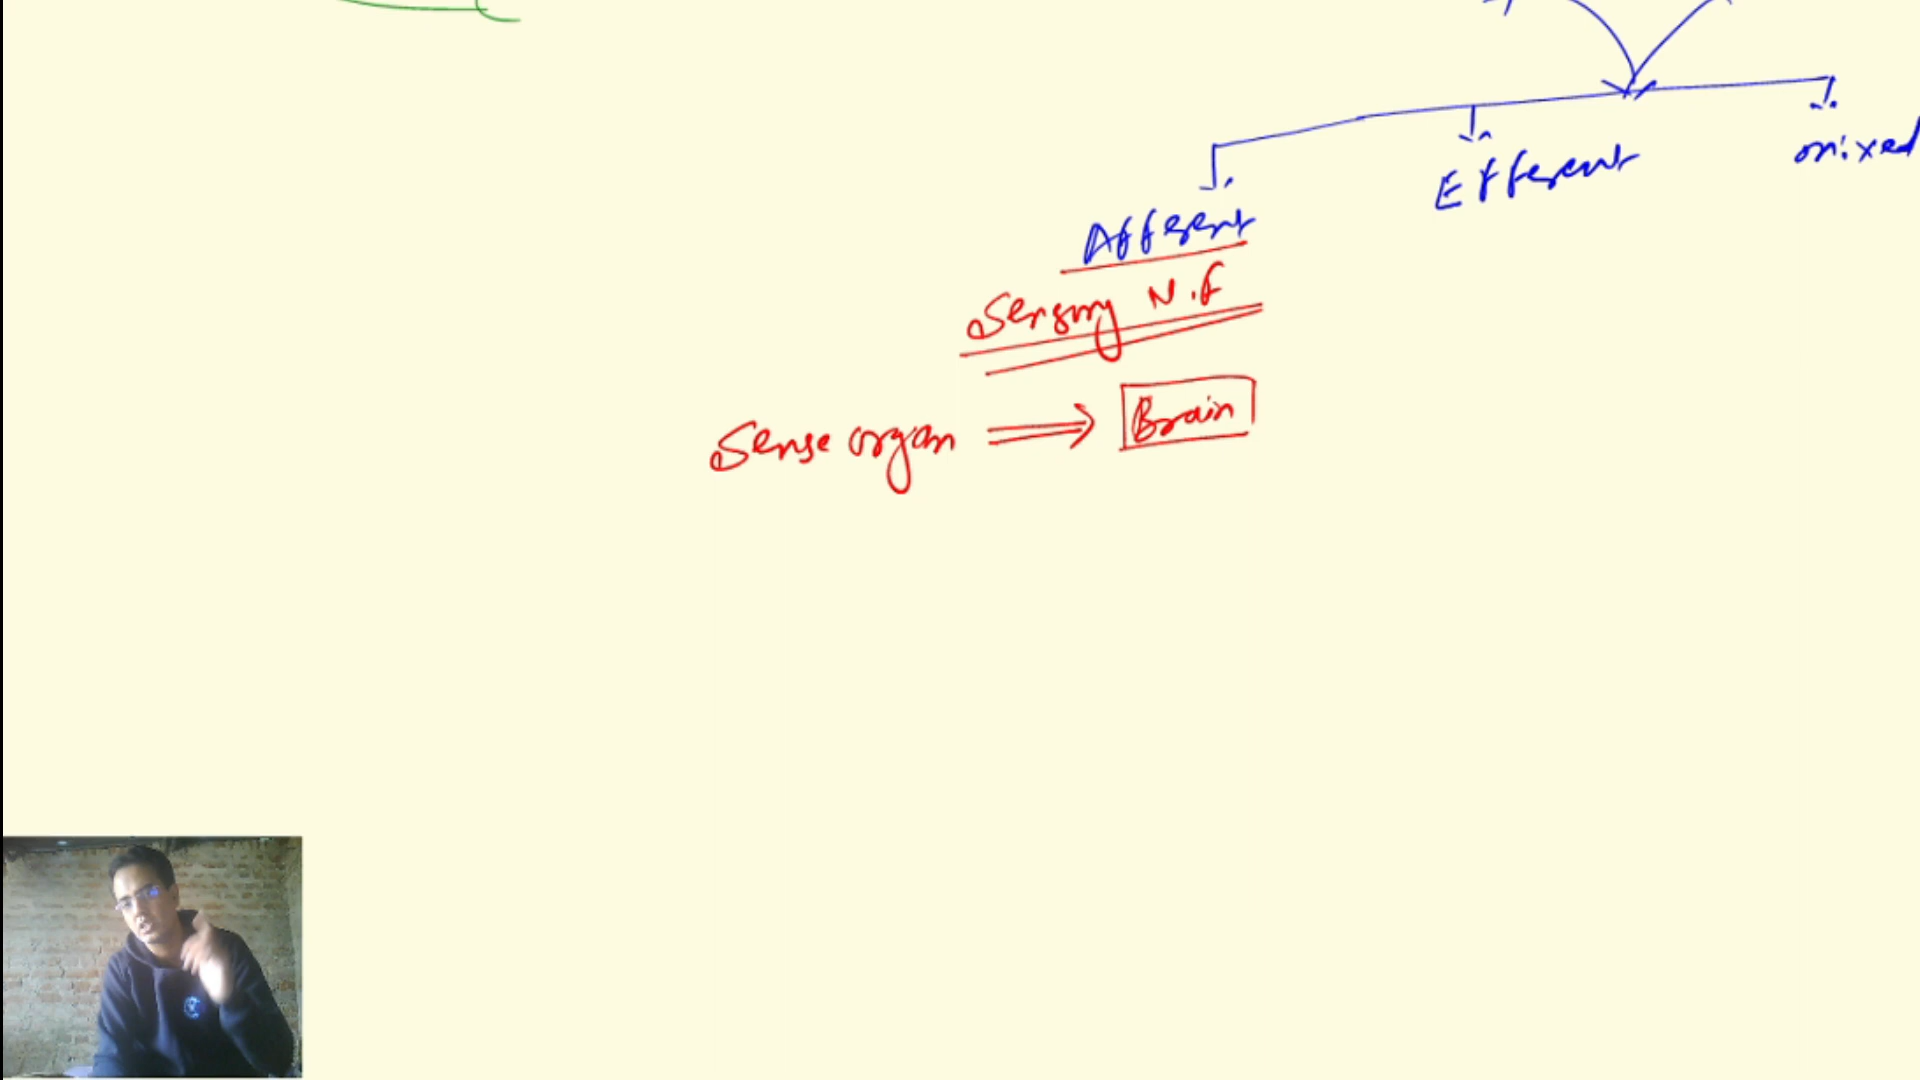 mixed
Efferent
Afferent
Sensory N.F
Sense organ ⟹ Brain